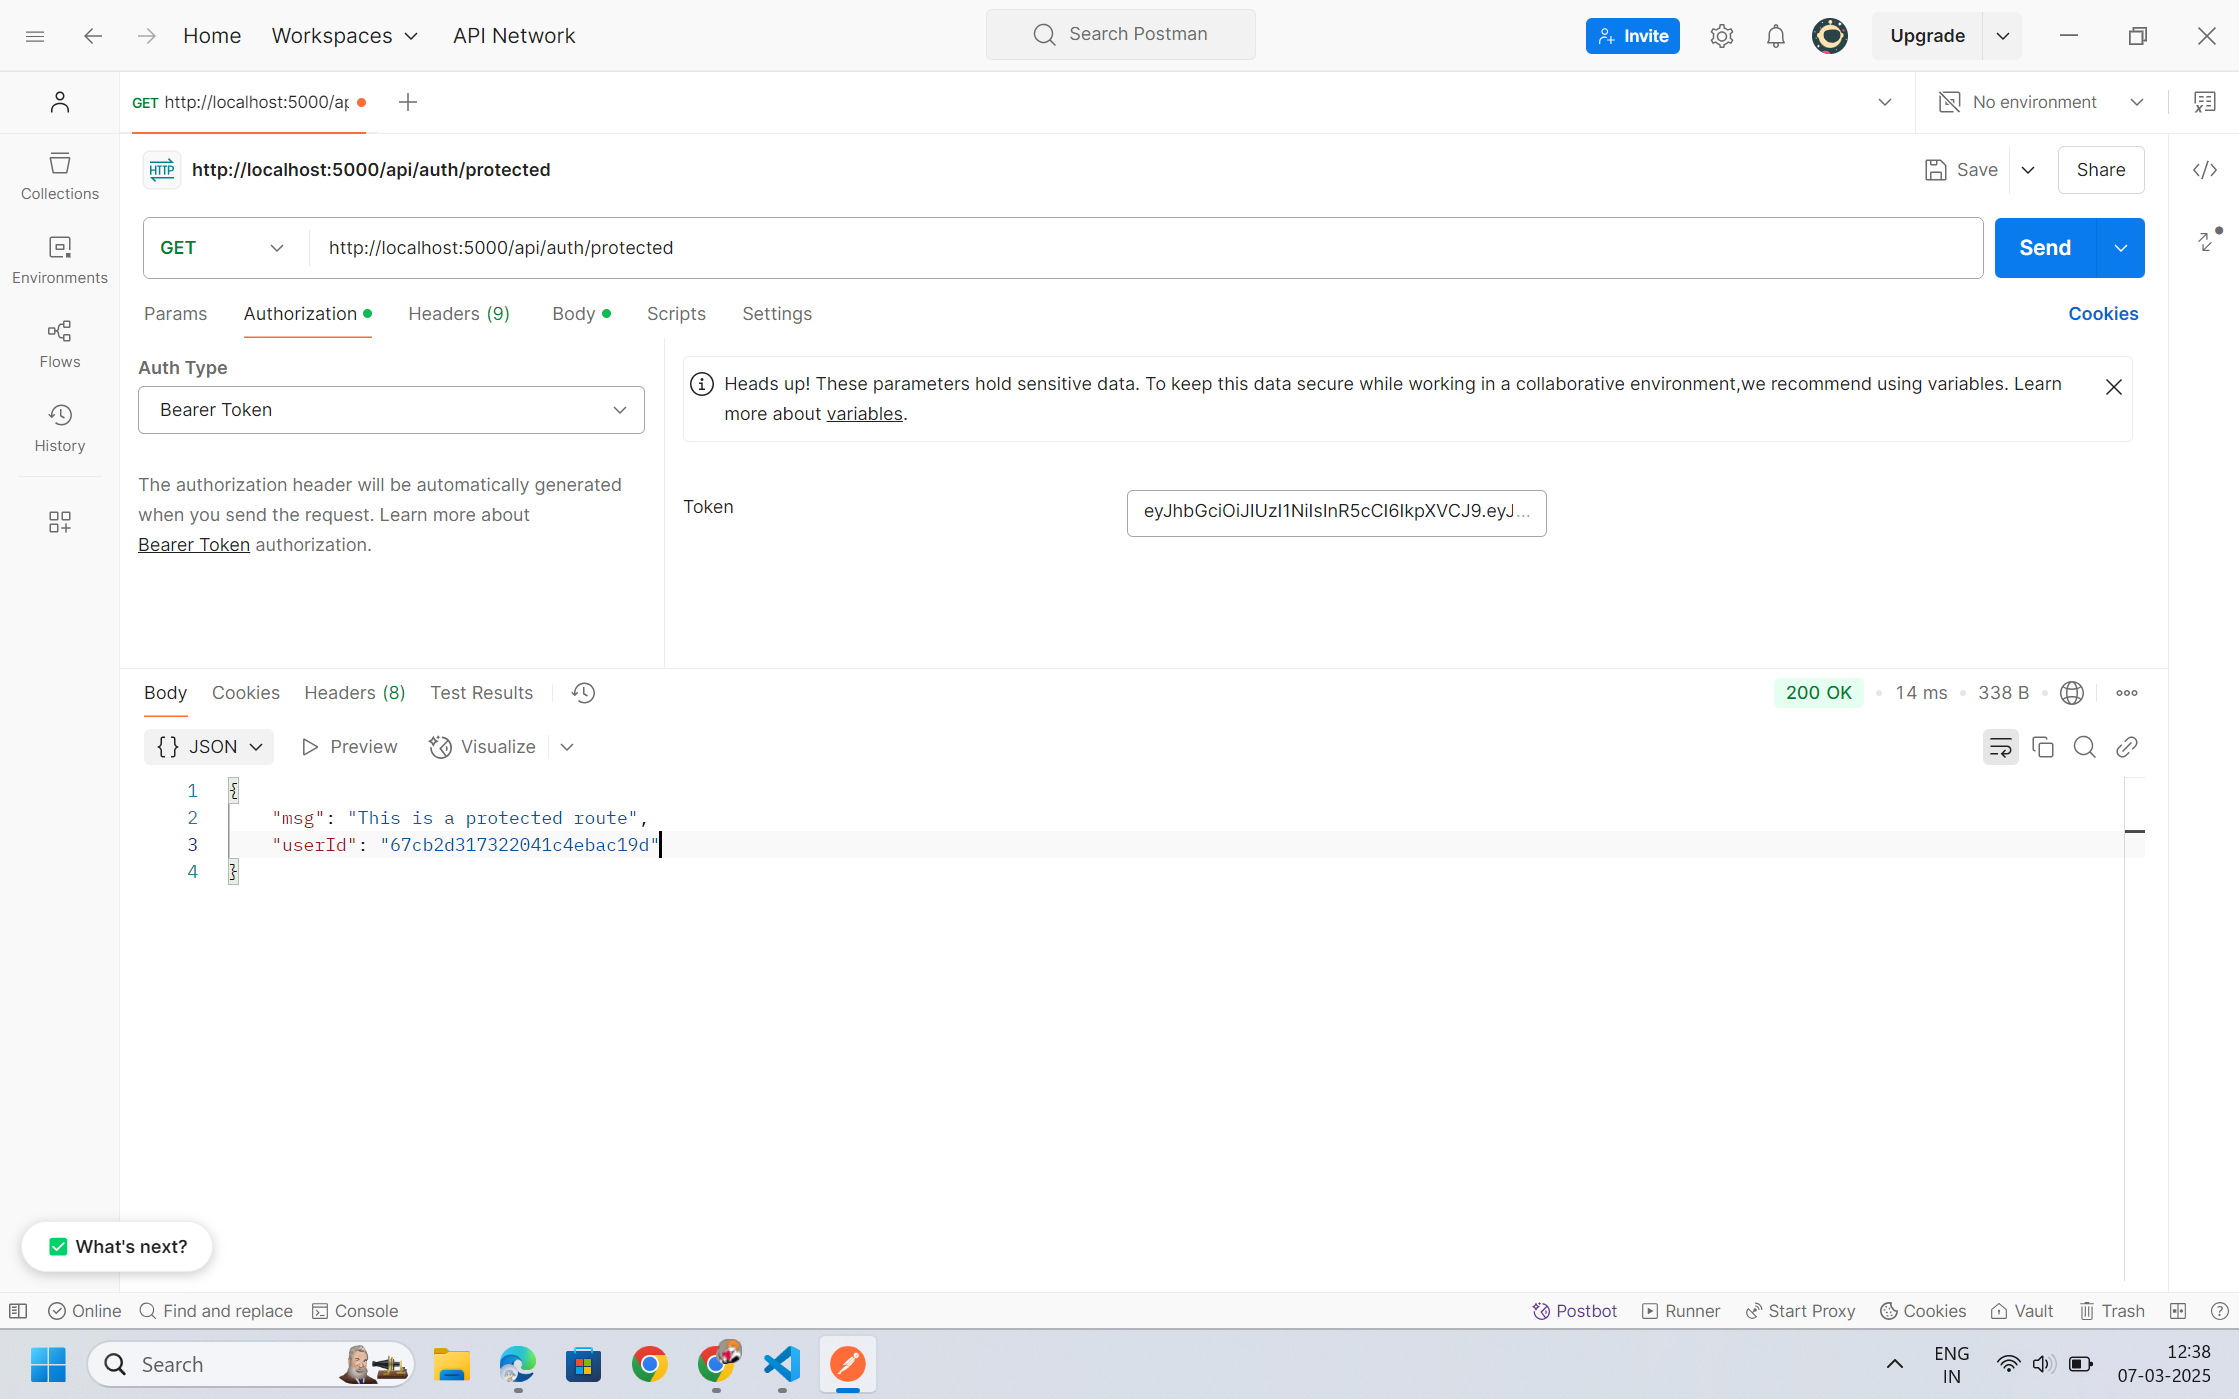 Home
Workspaces
API Network
Search Postman
Invite
Upgrade
GET http://localhost:5000/ap
No environment
HTTP
http://localhost:5000/api/auth/protected
Save
Share
Collections
Environments
Flows
History
GET
http://localhost:5000/api/auth/protected
Send
Params
Authorization
Headers (9)
Body
Scripts
Settings
Cookies
Auth Type
Bearer Token
The authorization header will be automatically generated
when you send the request. Learn more about
Bearer Token authorization.
Heads up! These parameters hold sensitive data. To keep this data secure while working in a collaborative environment,we recommend using variables. Learn
more about variables.
Token
eyJhbGciOiJIUzI1NiIsInR5cCI6IkpXVCJ9.eyJ...
Body
Cookies
Headers (8)
Test Results
200 OK
14 ms
338 B
{} JSON
Preview
Visualize
1 {
2 "msg": "This is a protected route",
3 "userId": "67cb2d317322041c4ebac19d"
4 }
What's next?
Online
Find and replace
Console
Postbot
Runner
Start Proxy
Cookies
Vault
Trash
Search
ENG
IN
12:38
07-03-2025